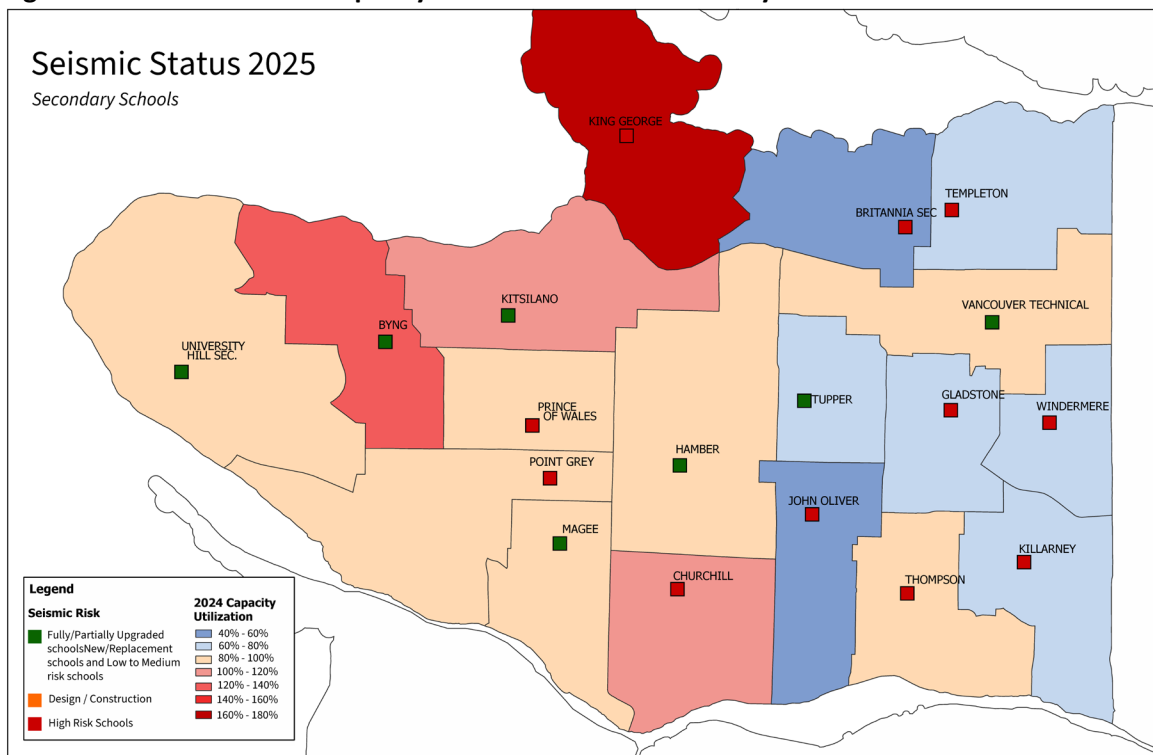 Seismic Status 2025
Secondary Schools
KING GEORGE
TEMPLETON
BRITANNIA SEC
KITSILANO
VANCOUVER TECHNICAL
BYNG
UNIVERSITY
HILL SEC.
TUPPER
GLADSTONE
WINDERMERE
PRINCE
OF WALES
HAMBER
POINT GREY
JOHN OLIVER
MAGEE
KILLARNEY
CHURCHILL
THOMPSON
Legend
Seismic Risk
Fully/Partially Upgraded
schoolsNew/Replacement
schools and Low to Medium
risk schools
Design / Construction
High Risk Schools
2024 Capacity
Utilization
40% - 60%
60% - 80%
80% - 100%
100% - 120%
120% - 140%
140% - 160%
160% - 180%